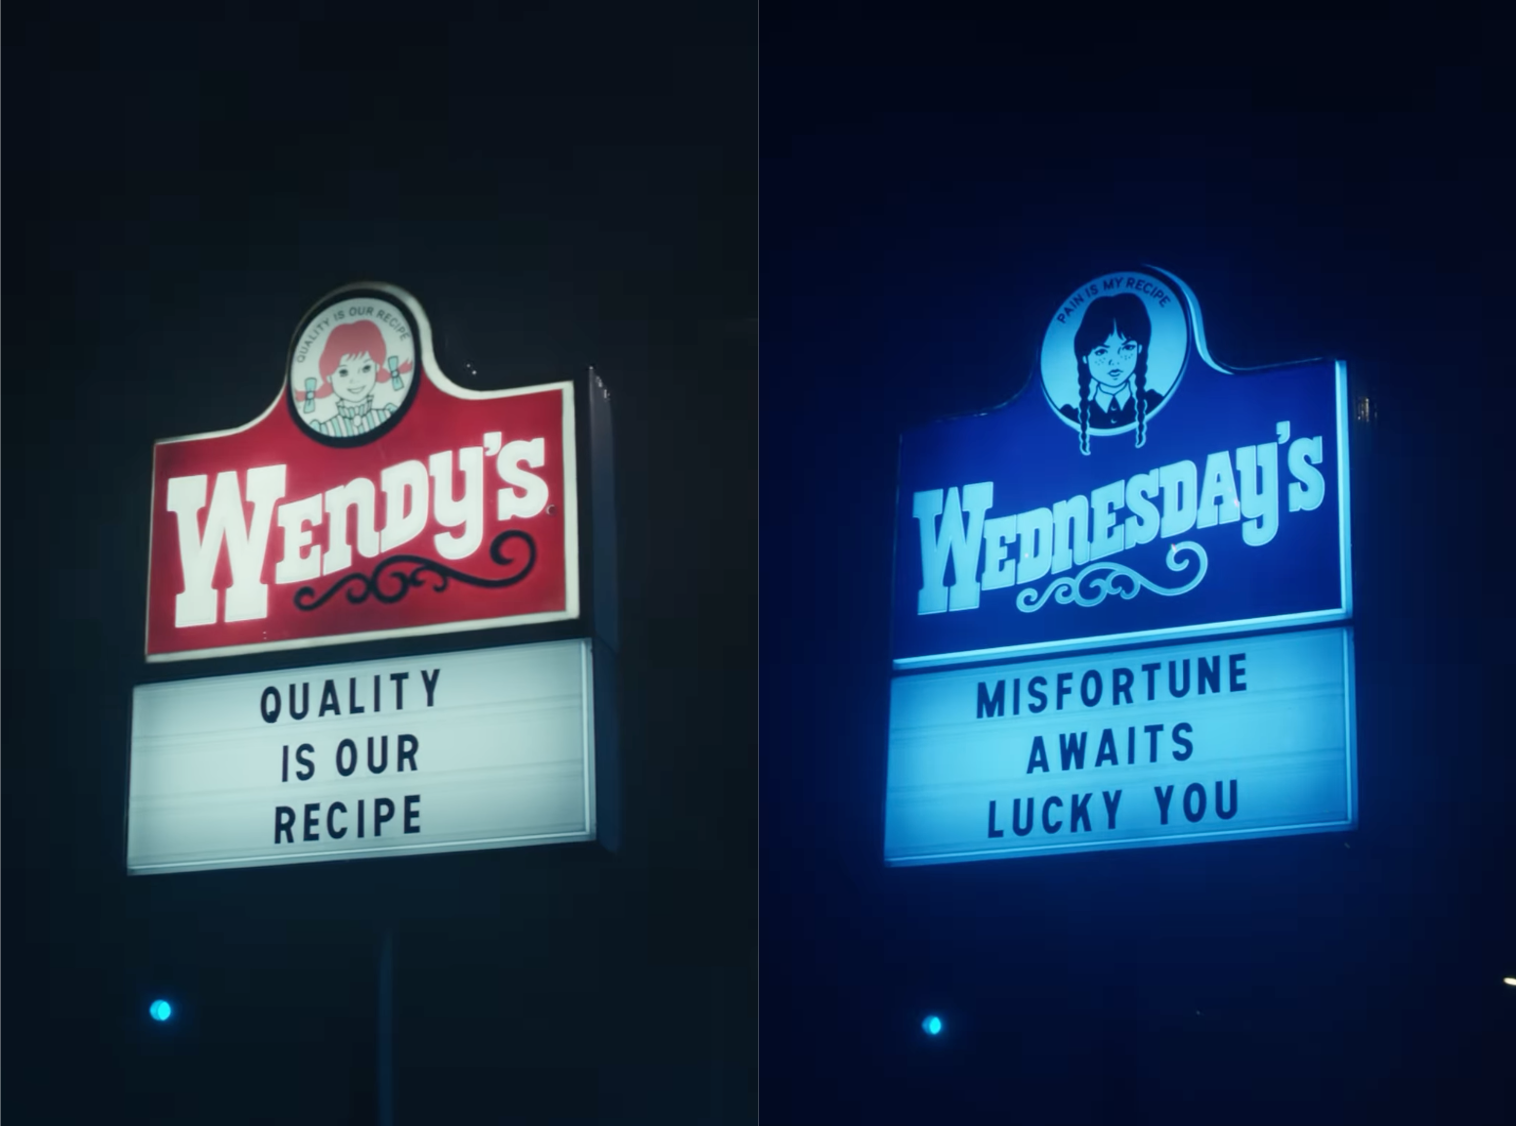 QUALITY IS OUR RECIPE
WENDY'S
QUALITY
IS OUR
RECIPE
PAIN IS MY RECIPE
WEDNESDAY'S
MISFORTUNE
AWAITS
LUCKY YOU